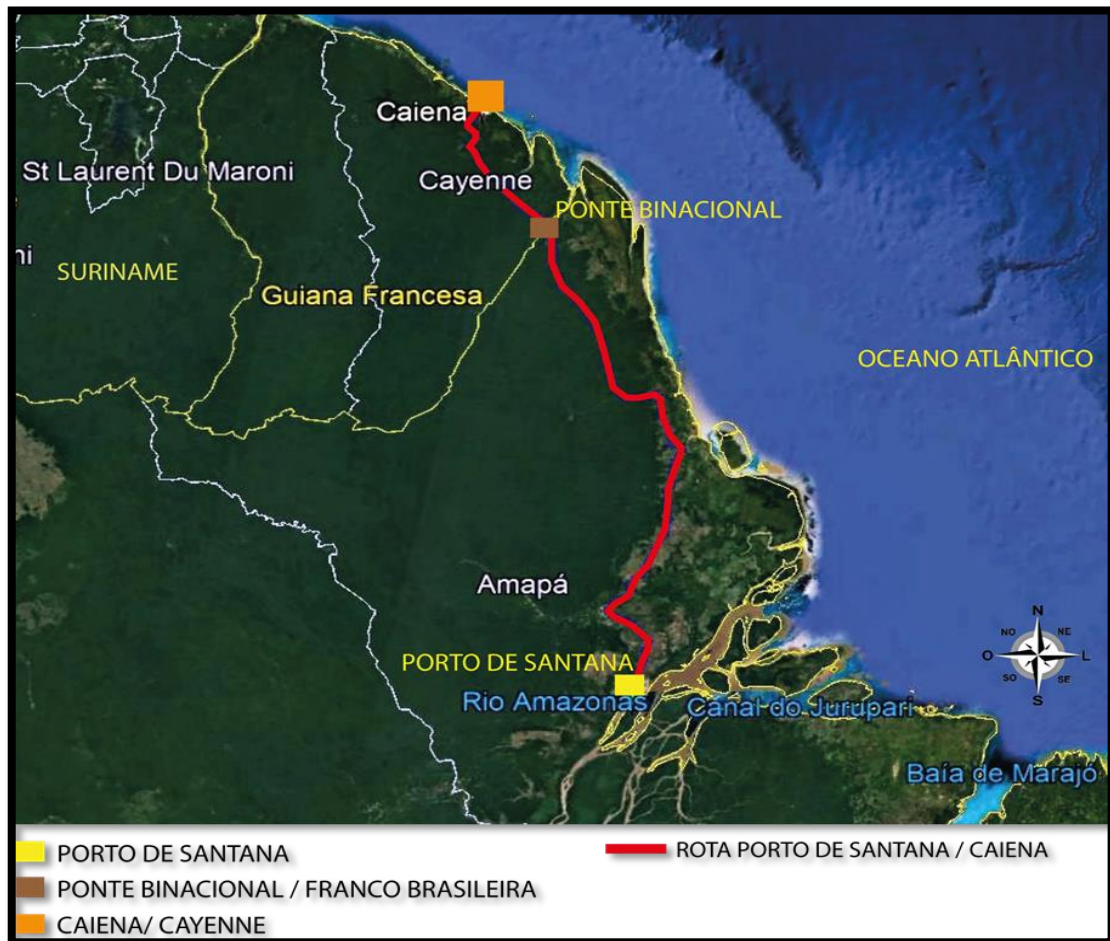 Caiena
St Laurent Du Maroni
Cayenne
PONTE BINACIONAL
ni
SURINAME
Guiana Francesa
OCEANO ATLÂNTICO
Amapá
N
NO
NE
O
L
SO
SE
S
PORTO DE SANTANA
Rio Amazonas
Canal do Jurupari
Baía de Marajó
PORTO DE SANTANA
ROTA PORTO DE SANTANA / CAIENA
PONTE BINACIONAL / FRANCO BRASILEIRA
CAIENA/ CAYENNE